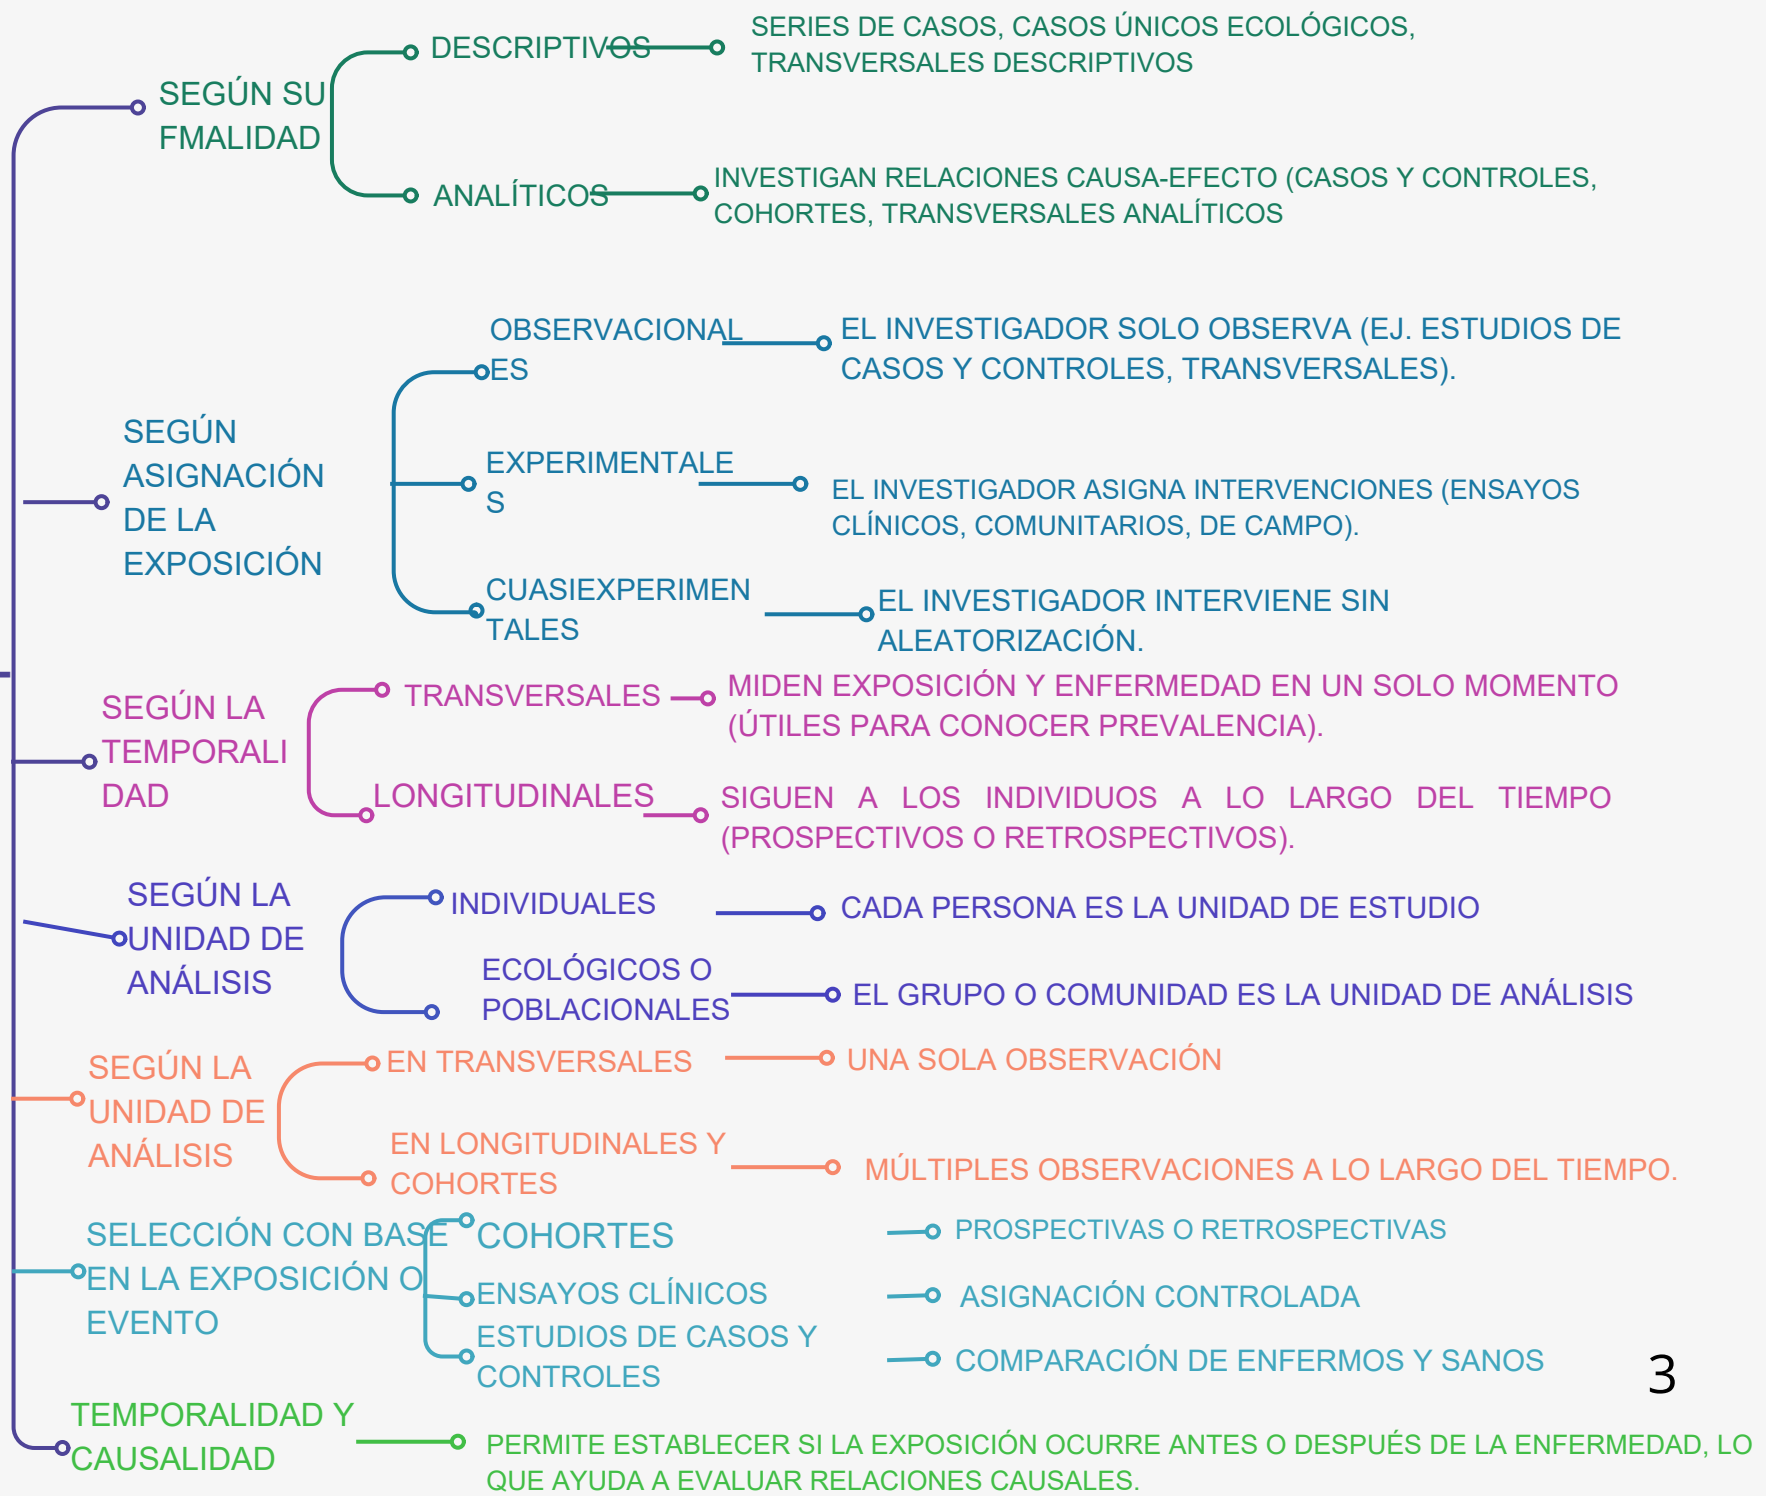 SEGÚN SU
FMALIDAD
DESCRIPTIVOS
SERIES DE CASOS, CASOS ÚNICOS ECOLÓGICOS,
TRANSVERSALES DESCRIPTIVOS
ANALÍTICOS
INVESTIGAN RELACIONES CAUSA-EFECTO (CASOS Y CONTROLES,
COHORTES, TRANSVERSALES ANALÍTICOS
SEGÚN
ASIGNACIÓN
DE LA
EXPOSICIÓN
OBSERVACIONAL
ES
EL INVESTIGADOR SOLO OBSERVA (EJ. ESTUDIOS DE
CASOS Y CONTROLES, TRANSVERSALES).
EXPERIMENTALE
S
EL INVESTIGADOR ASIGNA INTERVENCIONES (ENSAYOS
CLÍNICOS, COMUNITARIOS, DE CAMPO).
CUASIEXPERIMEN
TALES
EL INVESTIGADOR INTERVIENE SIN
ALEATORIZACIÓN.
SEGÚN LA
TEMPORALI
DAD
TRANSVERSALES
MIDEN EXPOSICIÓN Y ENFERMEDAD EN UN SOLO MOMENTO
(ÚTILES PARA CONOCER PREVALENCIA).
LONGITUDINALES
SIGUEN A LOS INDIVIDUOS A LO LARGO DEL TIEMPO
(PROSPECTIVOS O RETROSPECTIVOS).
SEGÚN LA
UNIDAD DE
ANÁLISIS
INDIVIDUALES
CADA PERSONA ES LA UNIDAD DE ESTUDIO
ECOLÓGICOS O
POBLACIONALES
EL GRUPO O COMUNIDAD ES LA UNIDAD DE ANÁLISIS
SEGÚN LA
UNIDAD DE
ANÁLISIS
EN TRANSVERSALES
UNA SOLA OBSERVACIÓN
EN LONGITUDINALES Y
COHORTES
MÚLTIPLES OBSERVACIONES A LO LARGO DEL TIEMPO.
SELECCIÓN CON BASE
EN LA EXPOSICIÓN O
EVENTO
COHORTES
PROSPECTIVAS O RETROSPECTIVAS
ENSAYOS CLÍNICOS
ASIGNACIÓN CONTROLADA
ESTUDIOS DE CASOS Y
CONTROLES
COMPARACIÓN DE ENFERMOS Y SANOS
3
TEMPORALIDAD Y
CAUSALIDAD
PERMITE ESTABLECER SI LA EXPOSICIÓN OCURRE ANTES O DESPUÉS DE LA ENFERMEDAD, LO
QUE AYUDA A EVALUAR RELACIONES CAUSALES.